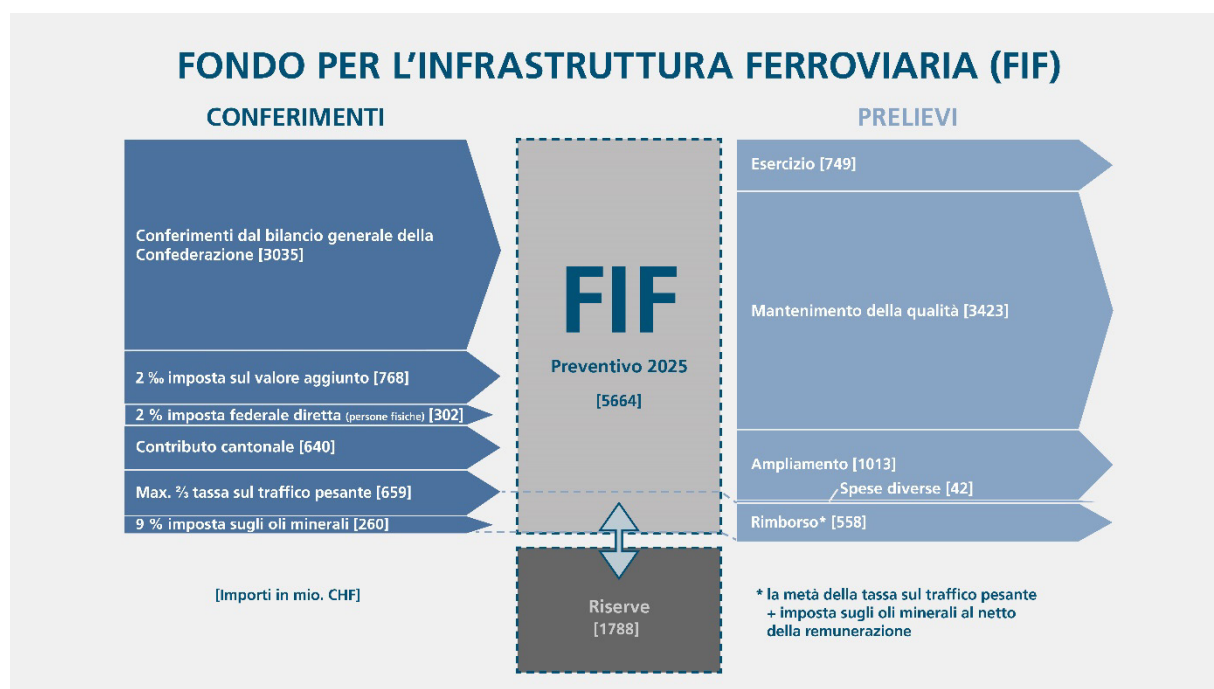 FONDO PER L'INFRASTRUTTURA FERROVIARIA (FIF)
CONFERIMENTI
Conferimenti dal bilancio generale della
Confederazione [3035]
2 ‰ imposta sul valore aggiunto [768]
2 % imposta federale diretta (persone fisiche) [302]
Contributo cantonale [640]
Max. ⅔ tassa sul traffico pesante [659]
9 % imposta sugli oli minerali [260]
[Importi in mio. CHF]
FIF
Preventivo 2025
[5664]
Riserve
[1788]
PRELIEVI
Esercizio [749]
Mantenimento della qualità [3423]
Ampliamento [1013]
Spese diverse [42]
Rimborso* [558]
* la metà della tassa sul traffico pesante
+ imposta sugli oli minerali al netto
della remunerazione